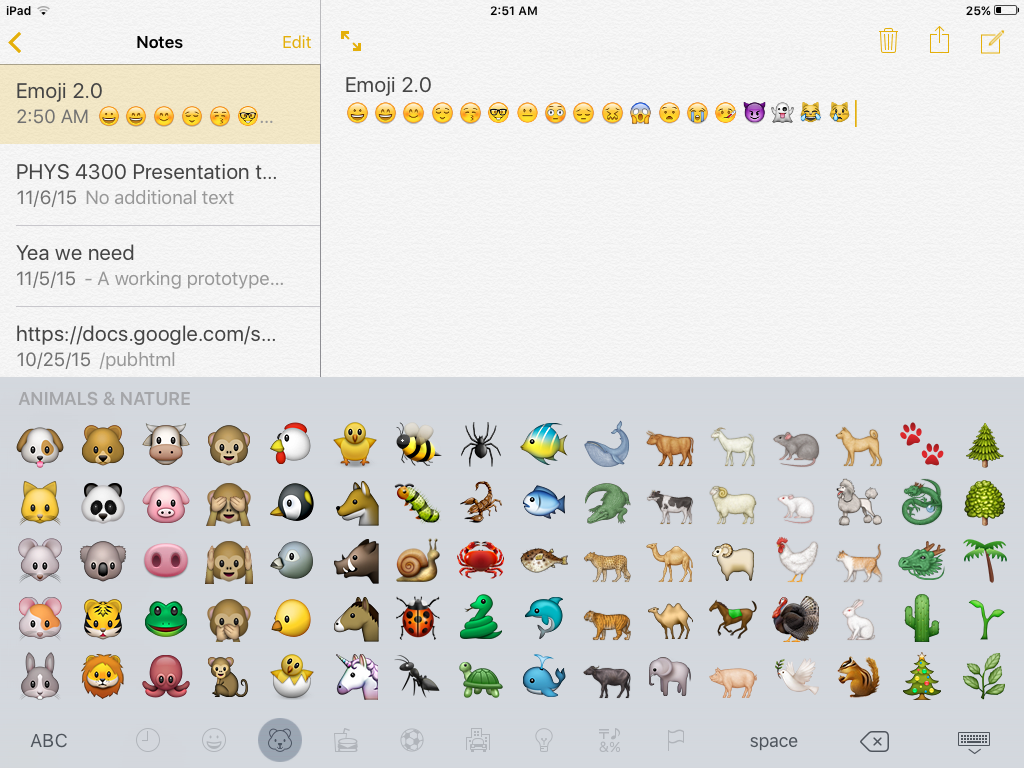 iPad 2:51 AM 25%
Notes Edit
Emoji 2.0
2:50 AM 😀😄😊😌😚🤓...
PHYS 4300 Presentation t...
11/6/15 No additional text
Yea we need
11/5/15 - A working prototype...
https://docs.google.com/s...
10/25/15 /pubhtml
Emoji 2.0
ANIMALS & NATURE
ABC space